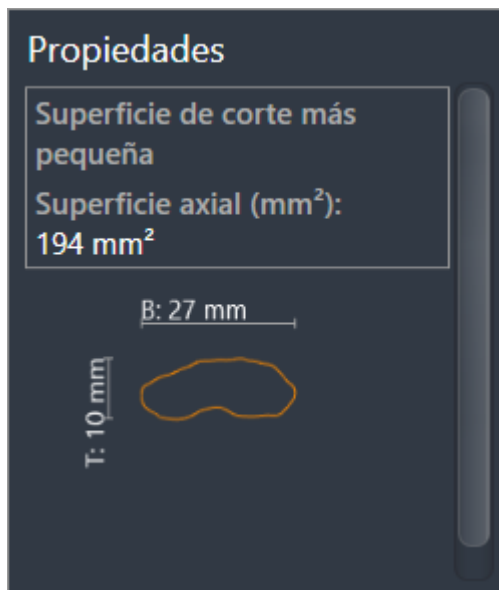 Propiedades
Superficie de corte más
pequeña
Superficie axial (mm²):
194 mm²
B: 27 mm
T: 10 mm